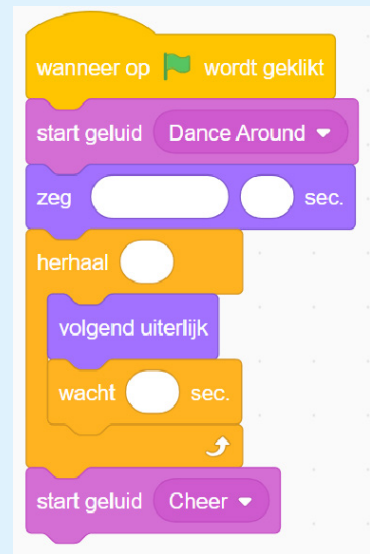 wanneer op wordt geklikt
start geluid Dance Around
zeg sec.
herhaal
volgend uiterlijk
wacht sec.
start geluid Cheer